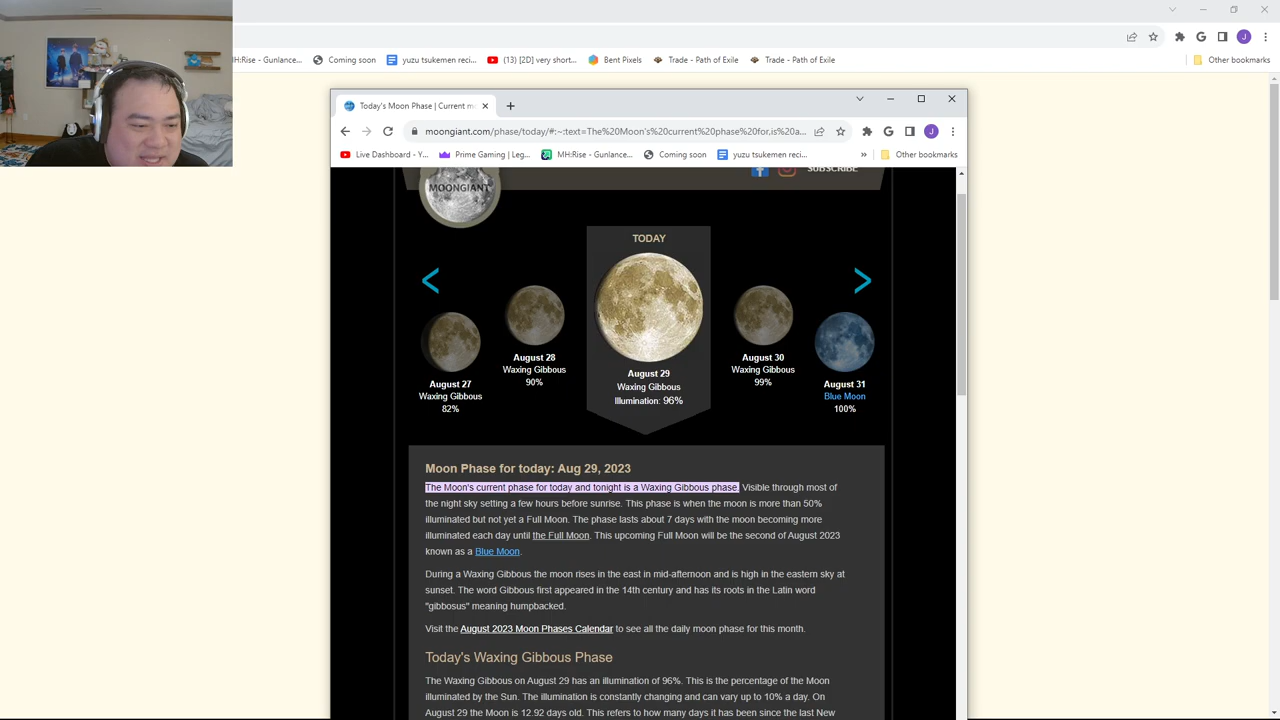 MH:Rise - Gunlance...
Coming soon
yuzu tsukemen reci...
(13) [2D] very short...
Bent Pixels
Trade - Path of Exile
Trade - Path of Exile
Other bookmarks
J
Today's Moon Phase | Current m
moongiant.com/phase/today/#:~:text=The%20Moon's%20current%20phase%20for,is%20a...
J
Live Dashboard - Y...
Prime Gaming | Leg...
MH:Rise - Gunlance...
Coming soon
yuzu tsukemen reci...
»
Other bookmarks
MOONGIANT
SUBSCRIBE
TODAY
<
>
August 27
Waxing Gibbous
82%
August 28
Waxing Gibbous
90%
August 29
Waxing Gibbous
Illumination: 96%
August 30
Waxing Gibbous
99%
August 31
Blue Moon
100%
Moon Phase for today: Aug 29, 2023
The Moon's current phase for today and tonight is a Waxing Gibbous phase. Visible through most of
the night sky setting a few hours before sunrise. This phase is when the moon is more than 50%
illuminated but not yet a Full Moon. The phase lasts about 7 days with the moon becoming more
illuminated each day until the Full Moon. This upcoming Full Moon will be the second of August 2023
known as a Blue Moon.
During a Waxing Gibbous the moon rises in the east in mid-afternoon and is high in the eastern sky at
sunset. The word Gibbous first appeared in the 14th century and has its roots in the Latin word
"gibbosus" meaning humpbacked.
Visit the August 2023 Moon Phases Calendar to see all the daily moon phase for this month.
Today's Waxing Gibbous Phase
The Waxing Gibbous on August 29 has an illumination of 96%. This is the percentage of the Moon
illuminated by the Sun. The illumination is constantly changing and can vary up to 10% a day. On
August 29 the Moon is 12.92 days old. This refers to how many days it has been since the last New